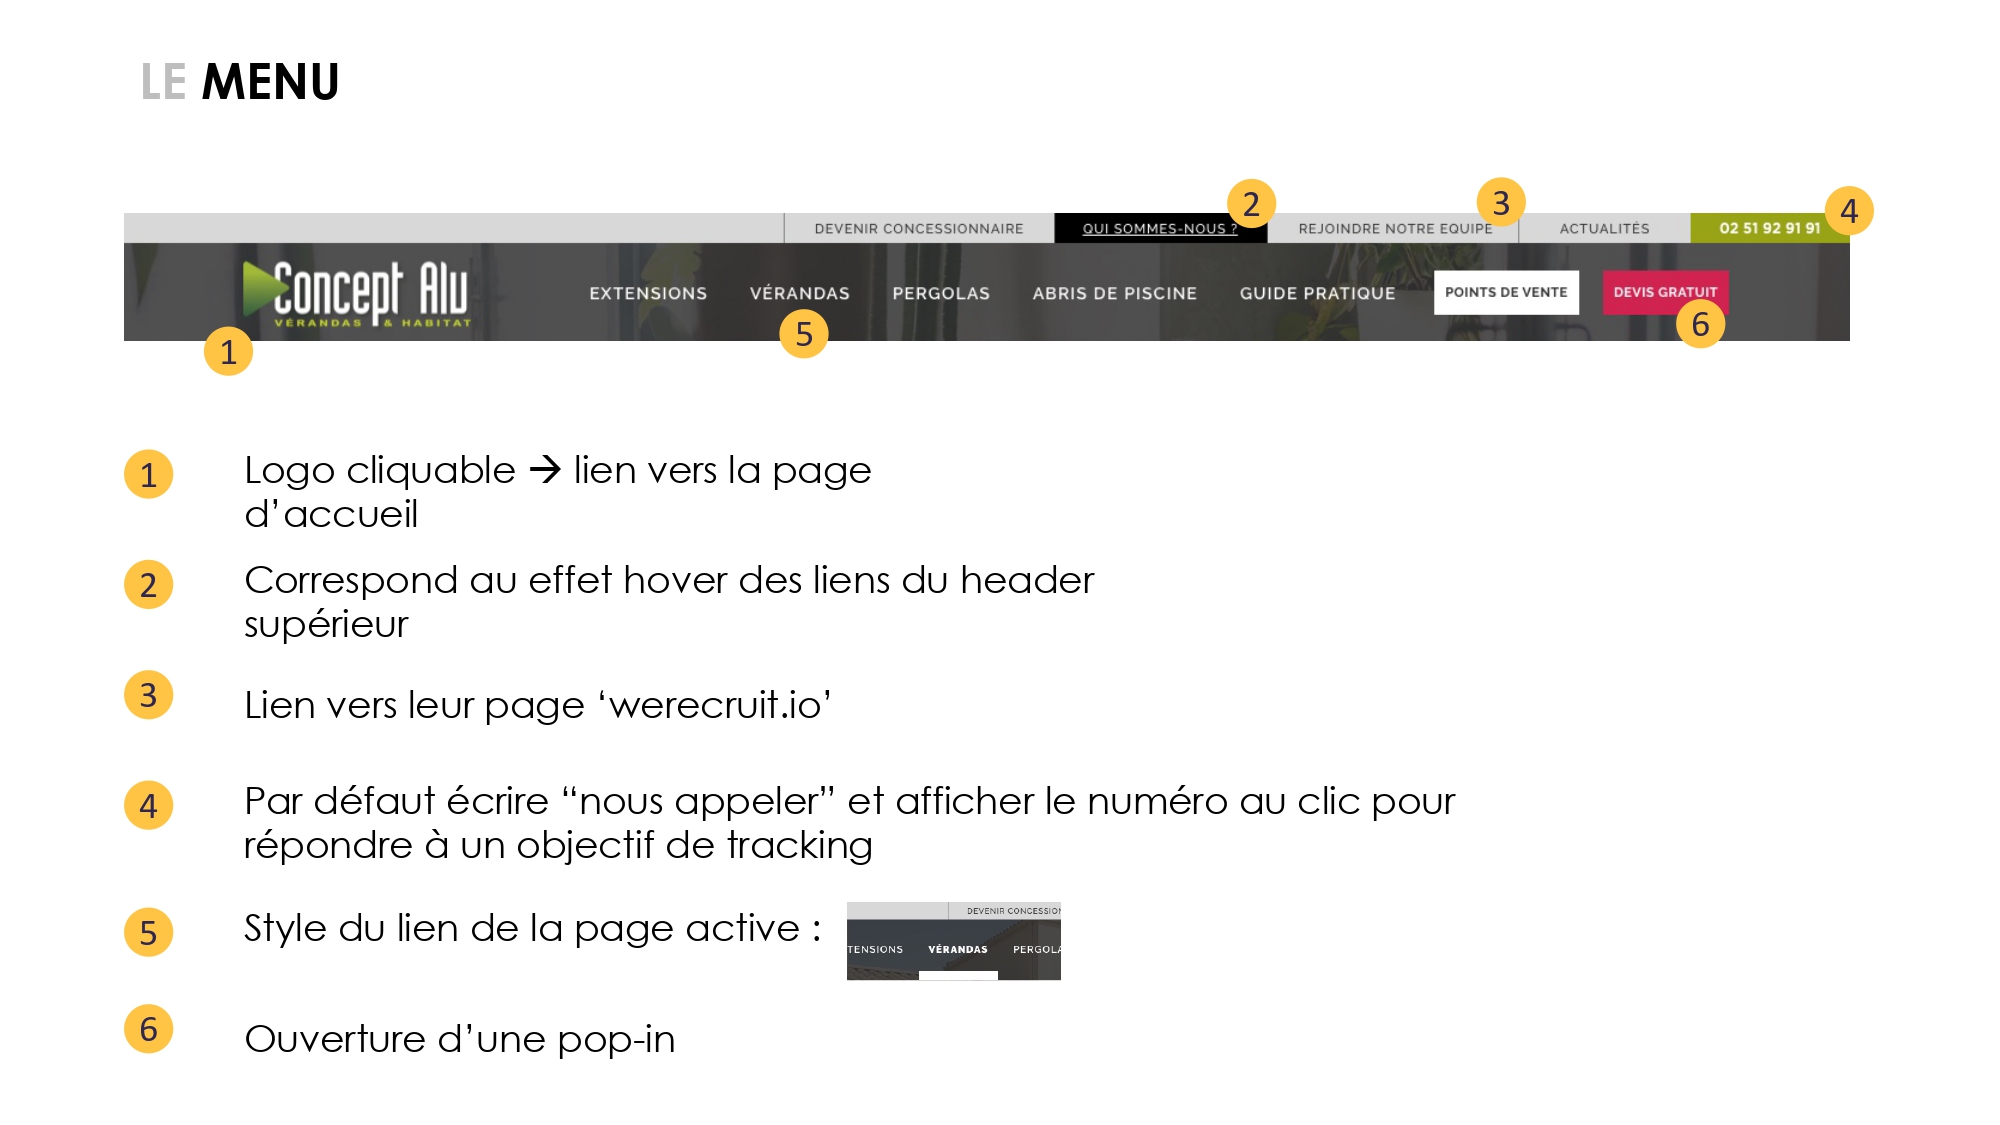 LE MENU
2
3
4
DEVENIR CONCESSIONNAIRE QUI SOMMES-NOUS ? REJOINDRE NOTRE EQUIPE ACTUALITÉS 02 51 92 91 91
Concept Alu
VÉRANDAS & HABITAT
EXTENSIONS VÉRANDAS PERGOLAS ABRIS DE PISCINE GUIDE PRATIQUE POINTS DE VENTE DEVIS GRATUIT
1
5
6
1 Logo cliquable → lien vers la page
d’accueil
2 Correspond au effet hover des liens du header
supérieur
3 Lien vers leur page ‘werecruit.io’
4 Par défaut écrire “nous appeler” et afficher le numéro au clic pour
répondre à un objectif de tracking
5 Style du lien de la page active :
DEVENIR CONCESSION
TENSIONS VÉRANDAS PERGOLA
6 Ouverture d’une pop-in